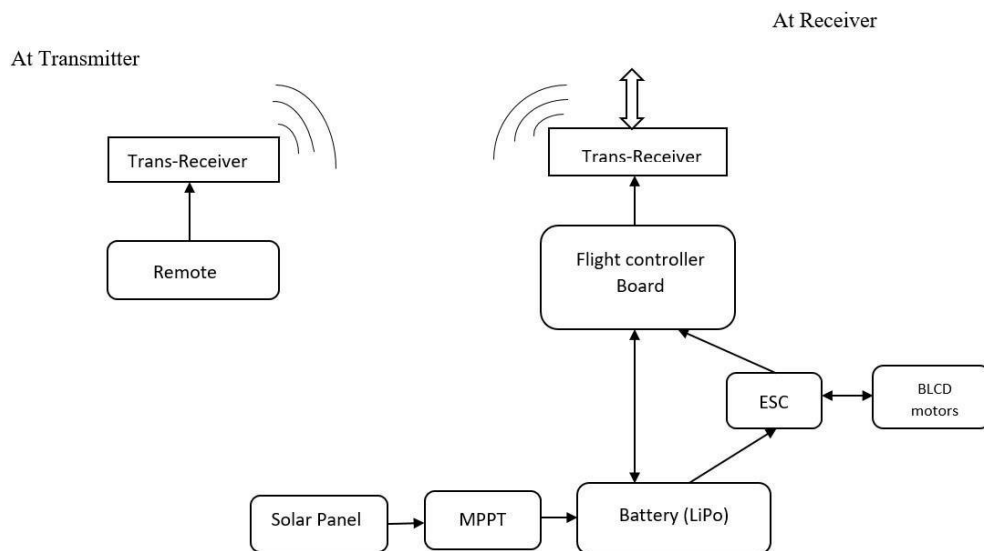 At Receiver
At Transmitter
Trans-Receiver
Trans-Receiver
Remote
Flight controller
Board
ESC
BLCD
motors
Solar Panel
MPPT
Battery (LiPo)